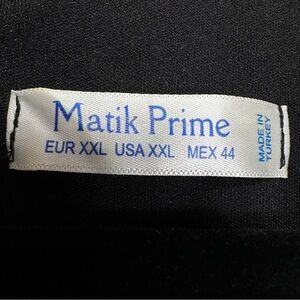 Matik Prime
EUR XXL USA XXL MEX 44
MADE IN
TURKEY